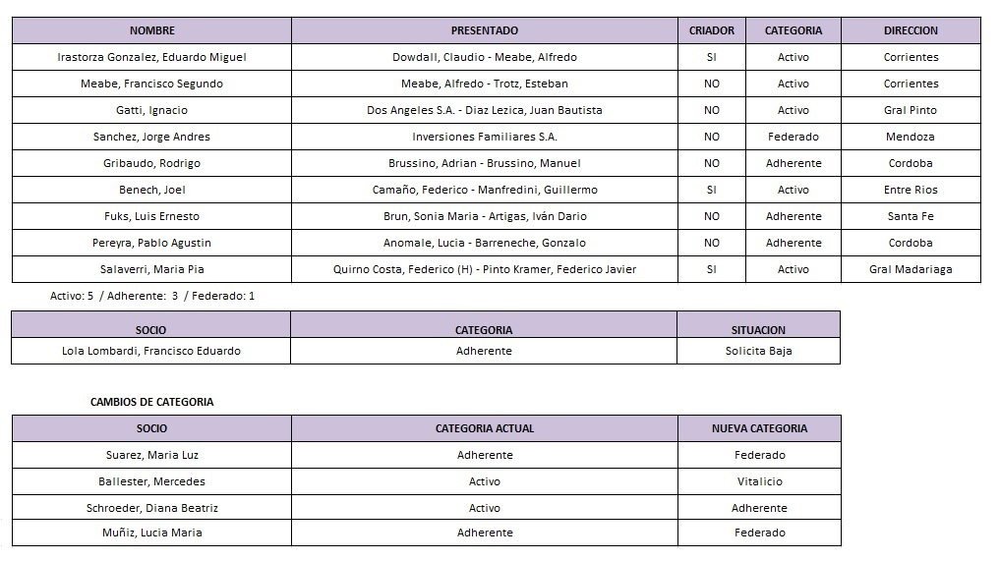 NOMBRE PRESENTADO CRIADOR CATEGORIA DIRECCION
Irastorza Gonzalez, Eduardo Miguel Dowdall, Claudio - Meabe, Alfredo SI Activo Corrientes
Meabe, Francisco Segundo Meabe, Alfredo - Trotz, Esteban NO Activo Corrientes
Gatti, Ignacio Dos Angeles S.A. - Diaz Lezica, Juan Bautista NO Activo Gral Pinto
Sanchez, Jorge Andres Inversiones Familiares S.A. NO Federado Mendoza
Gribaudo, Rodrigo Brussino, Adrian - Brussino, Manuel NO Adherente Cordoba
Benech, Joel Camaño, Federico - Manfredini, Guillermo SI Activo Entre Rios
Fuks, Luis Ernesto Brun, Sonia Maria - Artigas, Iván Dario NO Adherente Santa Fe
Pereyra, Pablo Agustin Anomale, Lucia - Barreneche, Gonzalo NO Adherente Cordoba
Salaverri, Maria Pia Quirno Costa, Federico (H) - Pinto Kramer, Federico Javier SI Activo Gral Madariaga
Activo: 5 / Adherente: 3 / Federado: 1
SOCIO CATEGORIA SITUACION
Lola Lombardi, Francisco Eduardo Adherente Solicita Baja
CAMBIOS DE CATEGORIA
SOCIO CATEGORIA ACTUAL NUEVA CATEGORIA
Suarez, Maria Luz Adherente Federado
Ballester, Mercedes Activo Vitalicio
Schroeder, Diana Beatriz Activo Adherente
Muñiz, Lucia Maria Adherente Federado